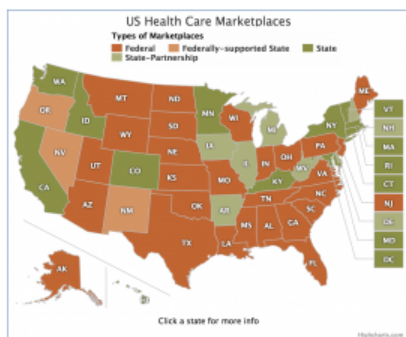 US Health Care Marketplaces
Types of Marketplaces
Federal Federally-supported State State
State-Partnership
WA
MT
ND
MN
ME
OR
ID
SD
WI
MI
NY
VT
WY
NH
NV
NE
IA
PA
MA
UT
CO
IL
IN
OH
WV
VA
RI
CA
KS
MO
KY
CT
AZ
NM
OK
AR
TN
NC
SC
NJ
TX
LA
MS
AL
GA
DE
MD
FL
DC
AK
Click a state for more info
Highcharts.com